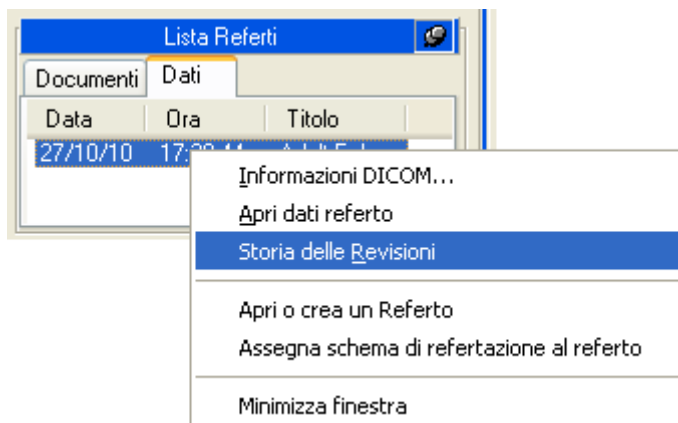 Lista Referti
Documenti Dati
Data Ora Titolo
27/10/10
Informazioni DICOM...
Apri dati referto
Storia delle Revisioni
Apri o crea un Referto
Assegna schema di refertazione al referto
Minimizza finestra